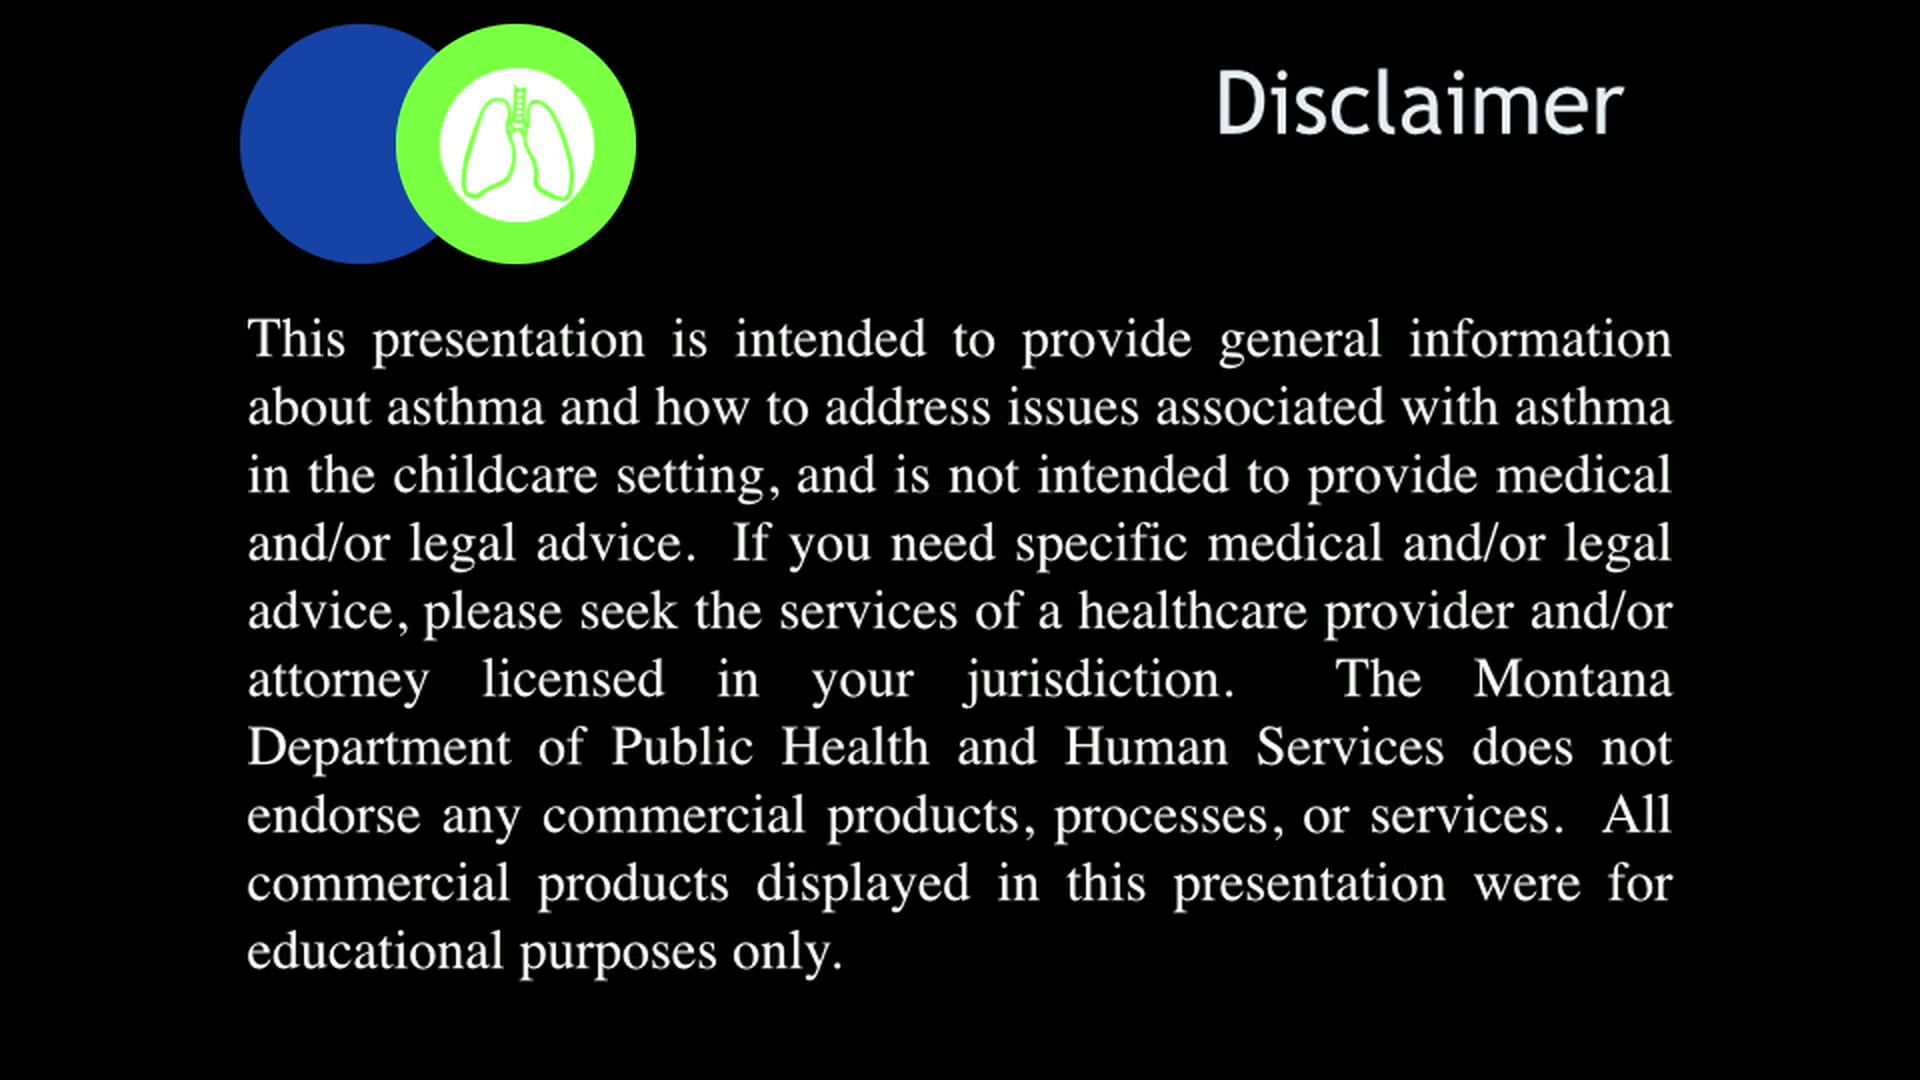 Disclaimer
This presentation is intended to provide general information
about asthma and how to address issues associated with asthma
in the childcare setting, and is not intended to provide medical
and/or legal advice.  If you need specific medical and/or legal
advice, please seek the services of a healthcare provider and/or
attorney licensed in your jurisdiction.  The Montana
Department of Public Health and Human Services does not
endorse any commercial products, processes, or services.  All
commercial products displayed in this presentation were for
educational purposes only.